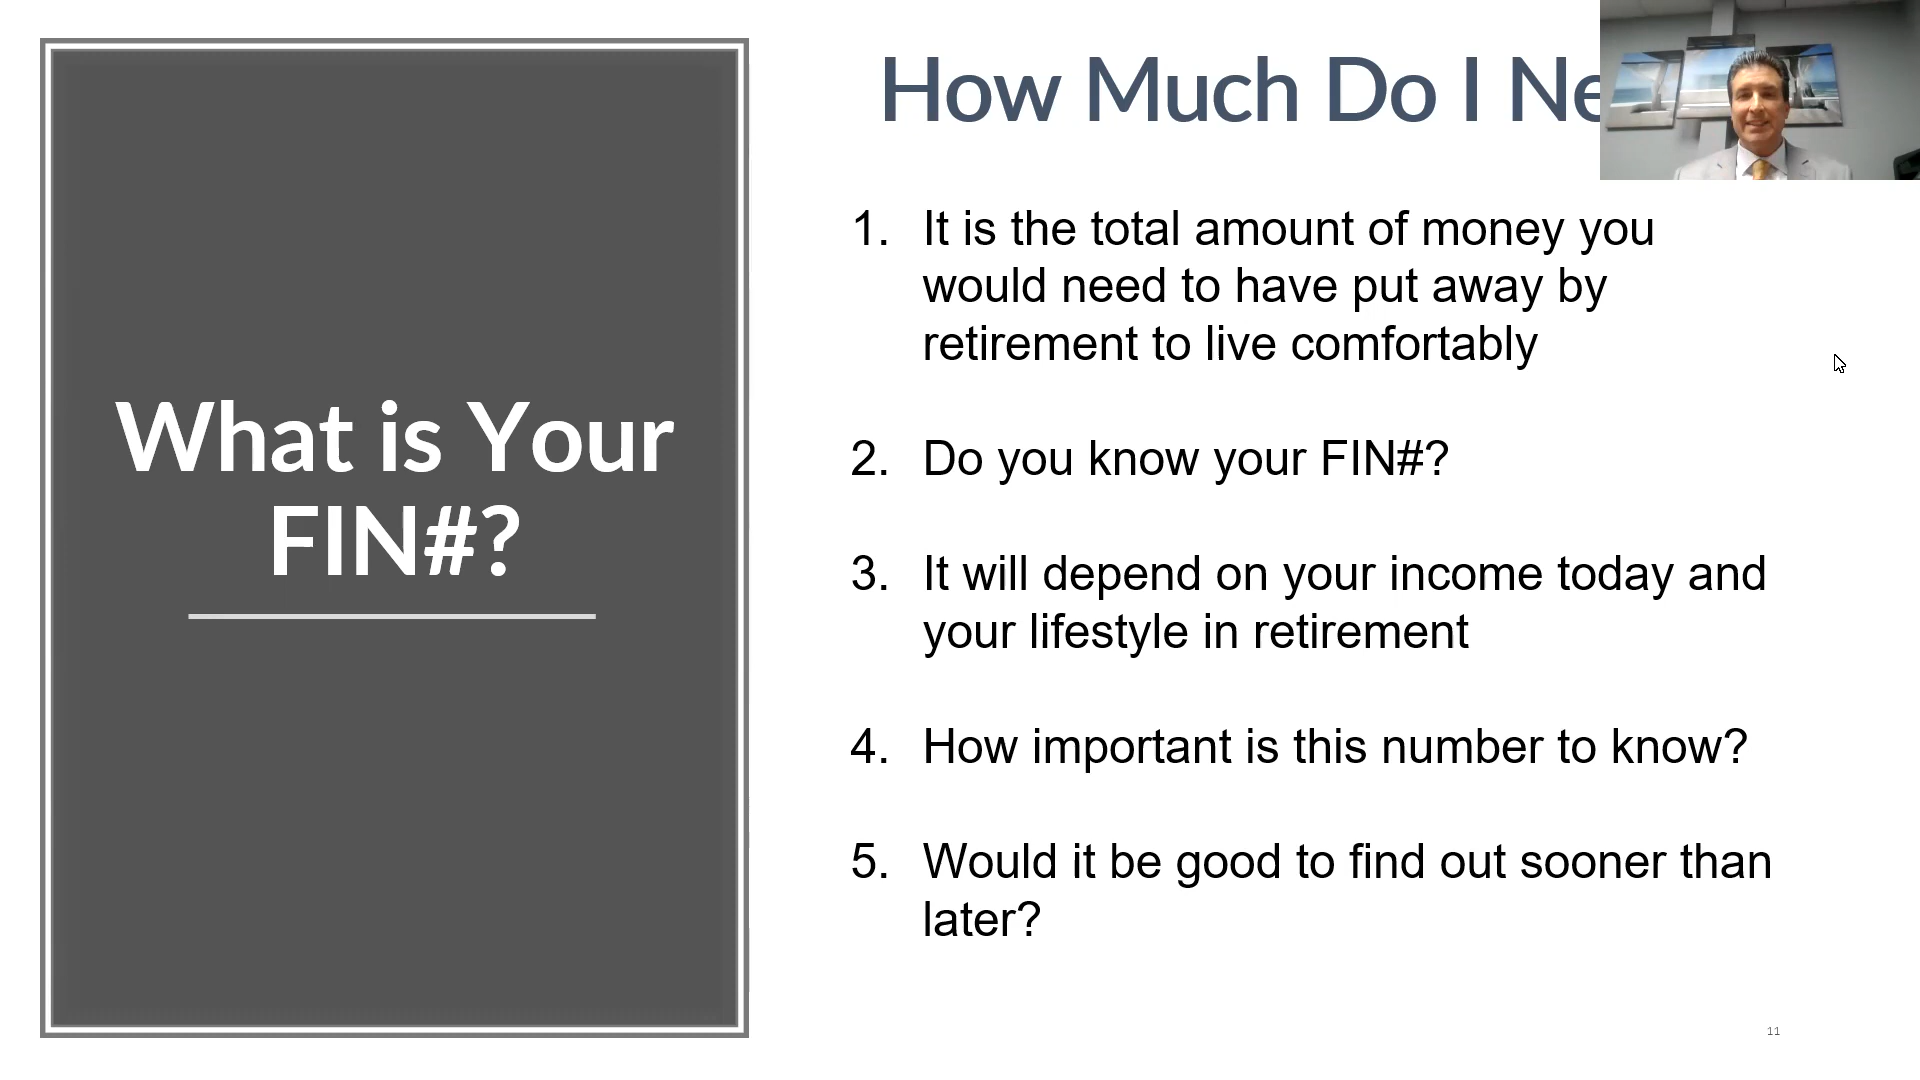 What is Your
FIN#?
How Much Do I
1. It is the total amount of money you
would need to have put away by
retirement to live comfortably
2. Do you know your FIN#?
3. It will depend on your income today and
your lifestyle in retirement
4. How important is this number to know?
5. Would it be good to find out sooner than
later?
11